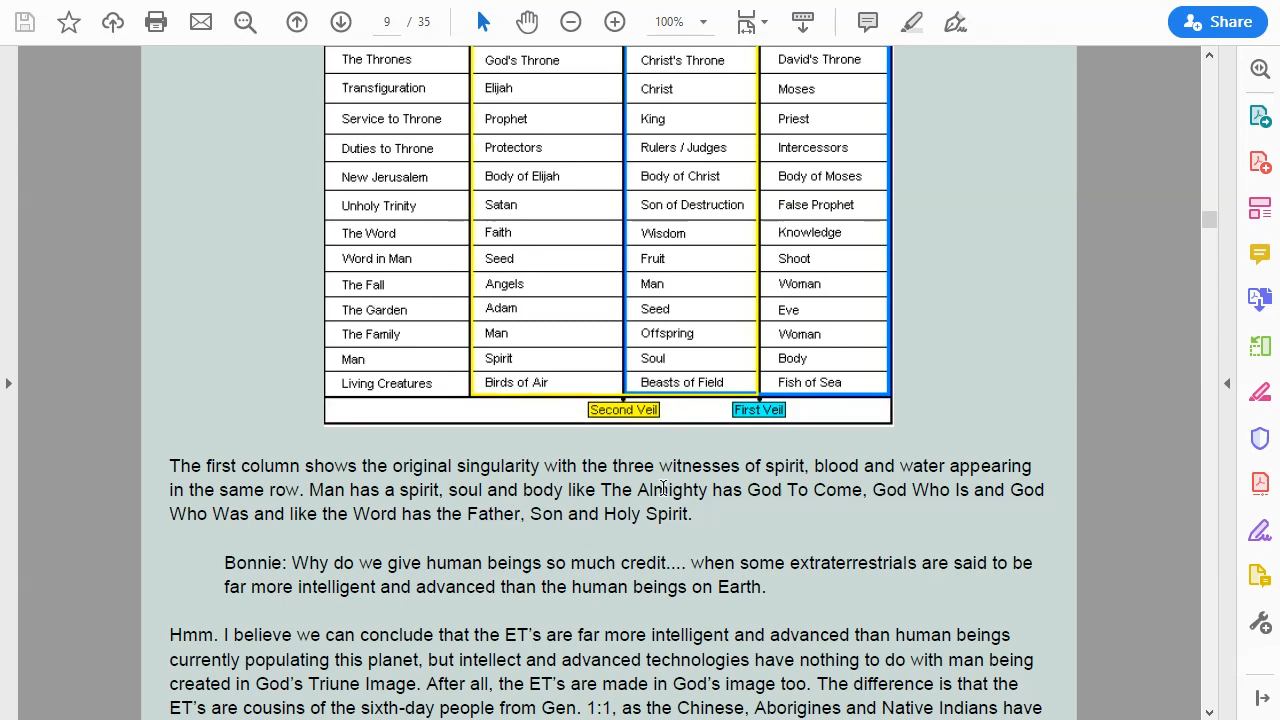 9 / 35 100% Share
The Thrones God's Throne Christ's Throne David's Throne
Transfiguration Elijah Christ Moses
Service to Throne Prophet King Priest
Duties to Throne Protectors Rulers / Judges Intercessors
New Jerusalem Body of Elijah Body of Christ Body of Moses
Unholy Trinity Satan Son of Destruction False Prophet
The Word Faith Wisdom Knowledge
Word in Man Seed Fruit Shoot
The Fall Angels Man Woman
The Garden Adam Seed Eve
The Family Man Offspring Woman
Man Spirit Soul Body
Living Creatures Birds of Air Beasts of Field Fish of Sea
Second Veil First Veil
The first column shows the original singularity with the three witnesses of spirit, blood and water appearing
in the same row. Man has a spirit, soul and body like The Almighty has God To Come, God Who Is and God
Who Was and like the Word has the Father, Son and Holy Spirit.
Bonnie: Why do we give human beings so much credit.... when some extraterrestrials are said to be
far more intelligent and advanced than the human beings on Earth.
Hmm. I believe we can conclude that the ET's are far more intelligent and advanced than human beings
currently populating this planet, but intellect and advanced technologies have nothing to do with man being
created in God's Triune Image. After all, the ET's are made in God's image too. The difference is that the
ET's are cousins of the sixth-day people from Gen. 1:1, as the Chinese, Aborigines and Native Indians have